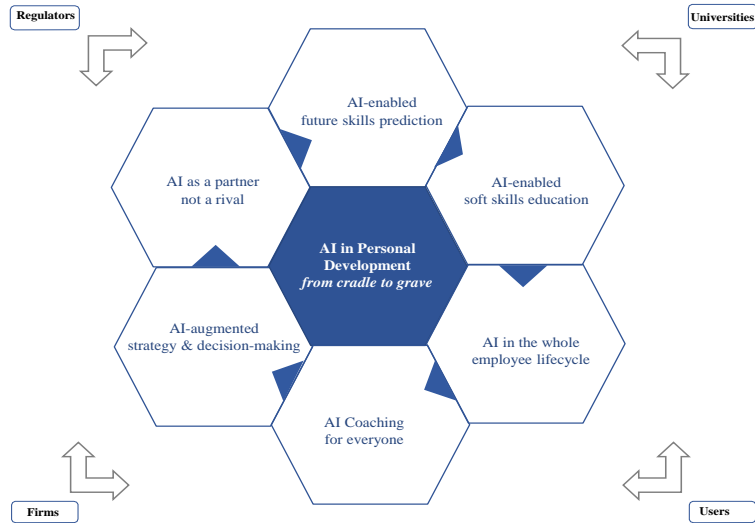 Regulators
Universities
AI-enabled
future skills prediction
AI as a partner
not a rival
AI-enabled
soft skills education
AI in Personal
Development
from cradle to grave
AI-augmented
strategy & decision-making
AI in the whole
employee lifecycle
AI Coaching
for everyone
Firms
Users